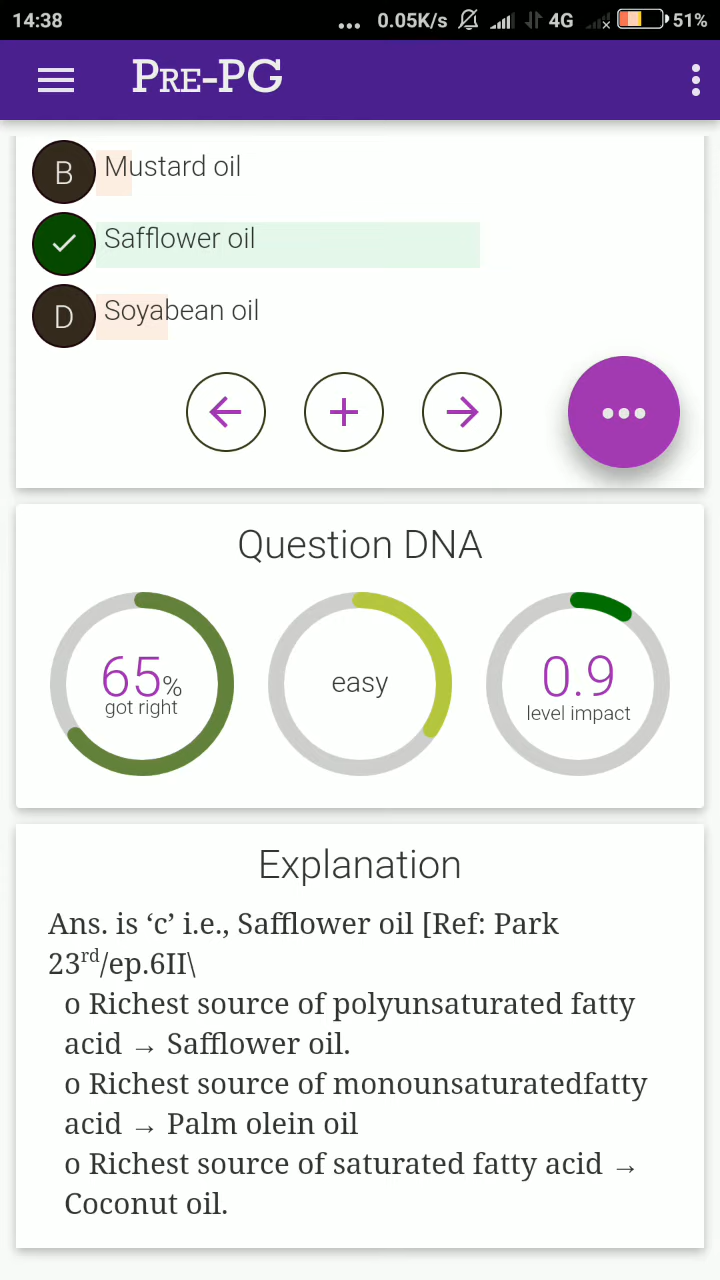 14:38 ... 0.05K/s 4G 51%
PRE-PG
B Mustard oil
Safflower oil
D Soyabean oil
Question DNA
65% got right
easy
0.9 level impact
Explanation
Ans. is ‘c’ i.e., Safflower oil [Ref: Park
23rd/ep.6II\
o Richest source of polyunsaturated fatty
acid → Safflower oil.
o Richest source of monounsaturatedfatty
acid → Palm olein oil
o Richest source of saturated fatty acid →
Coconut oil.